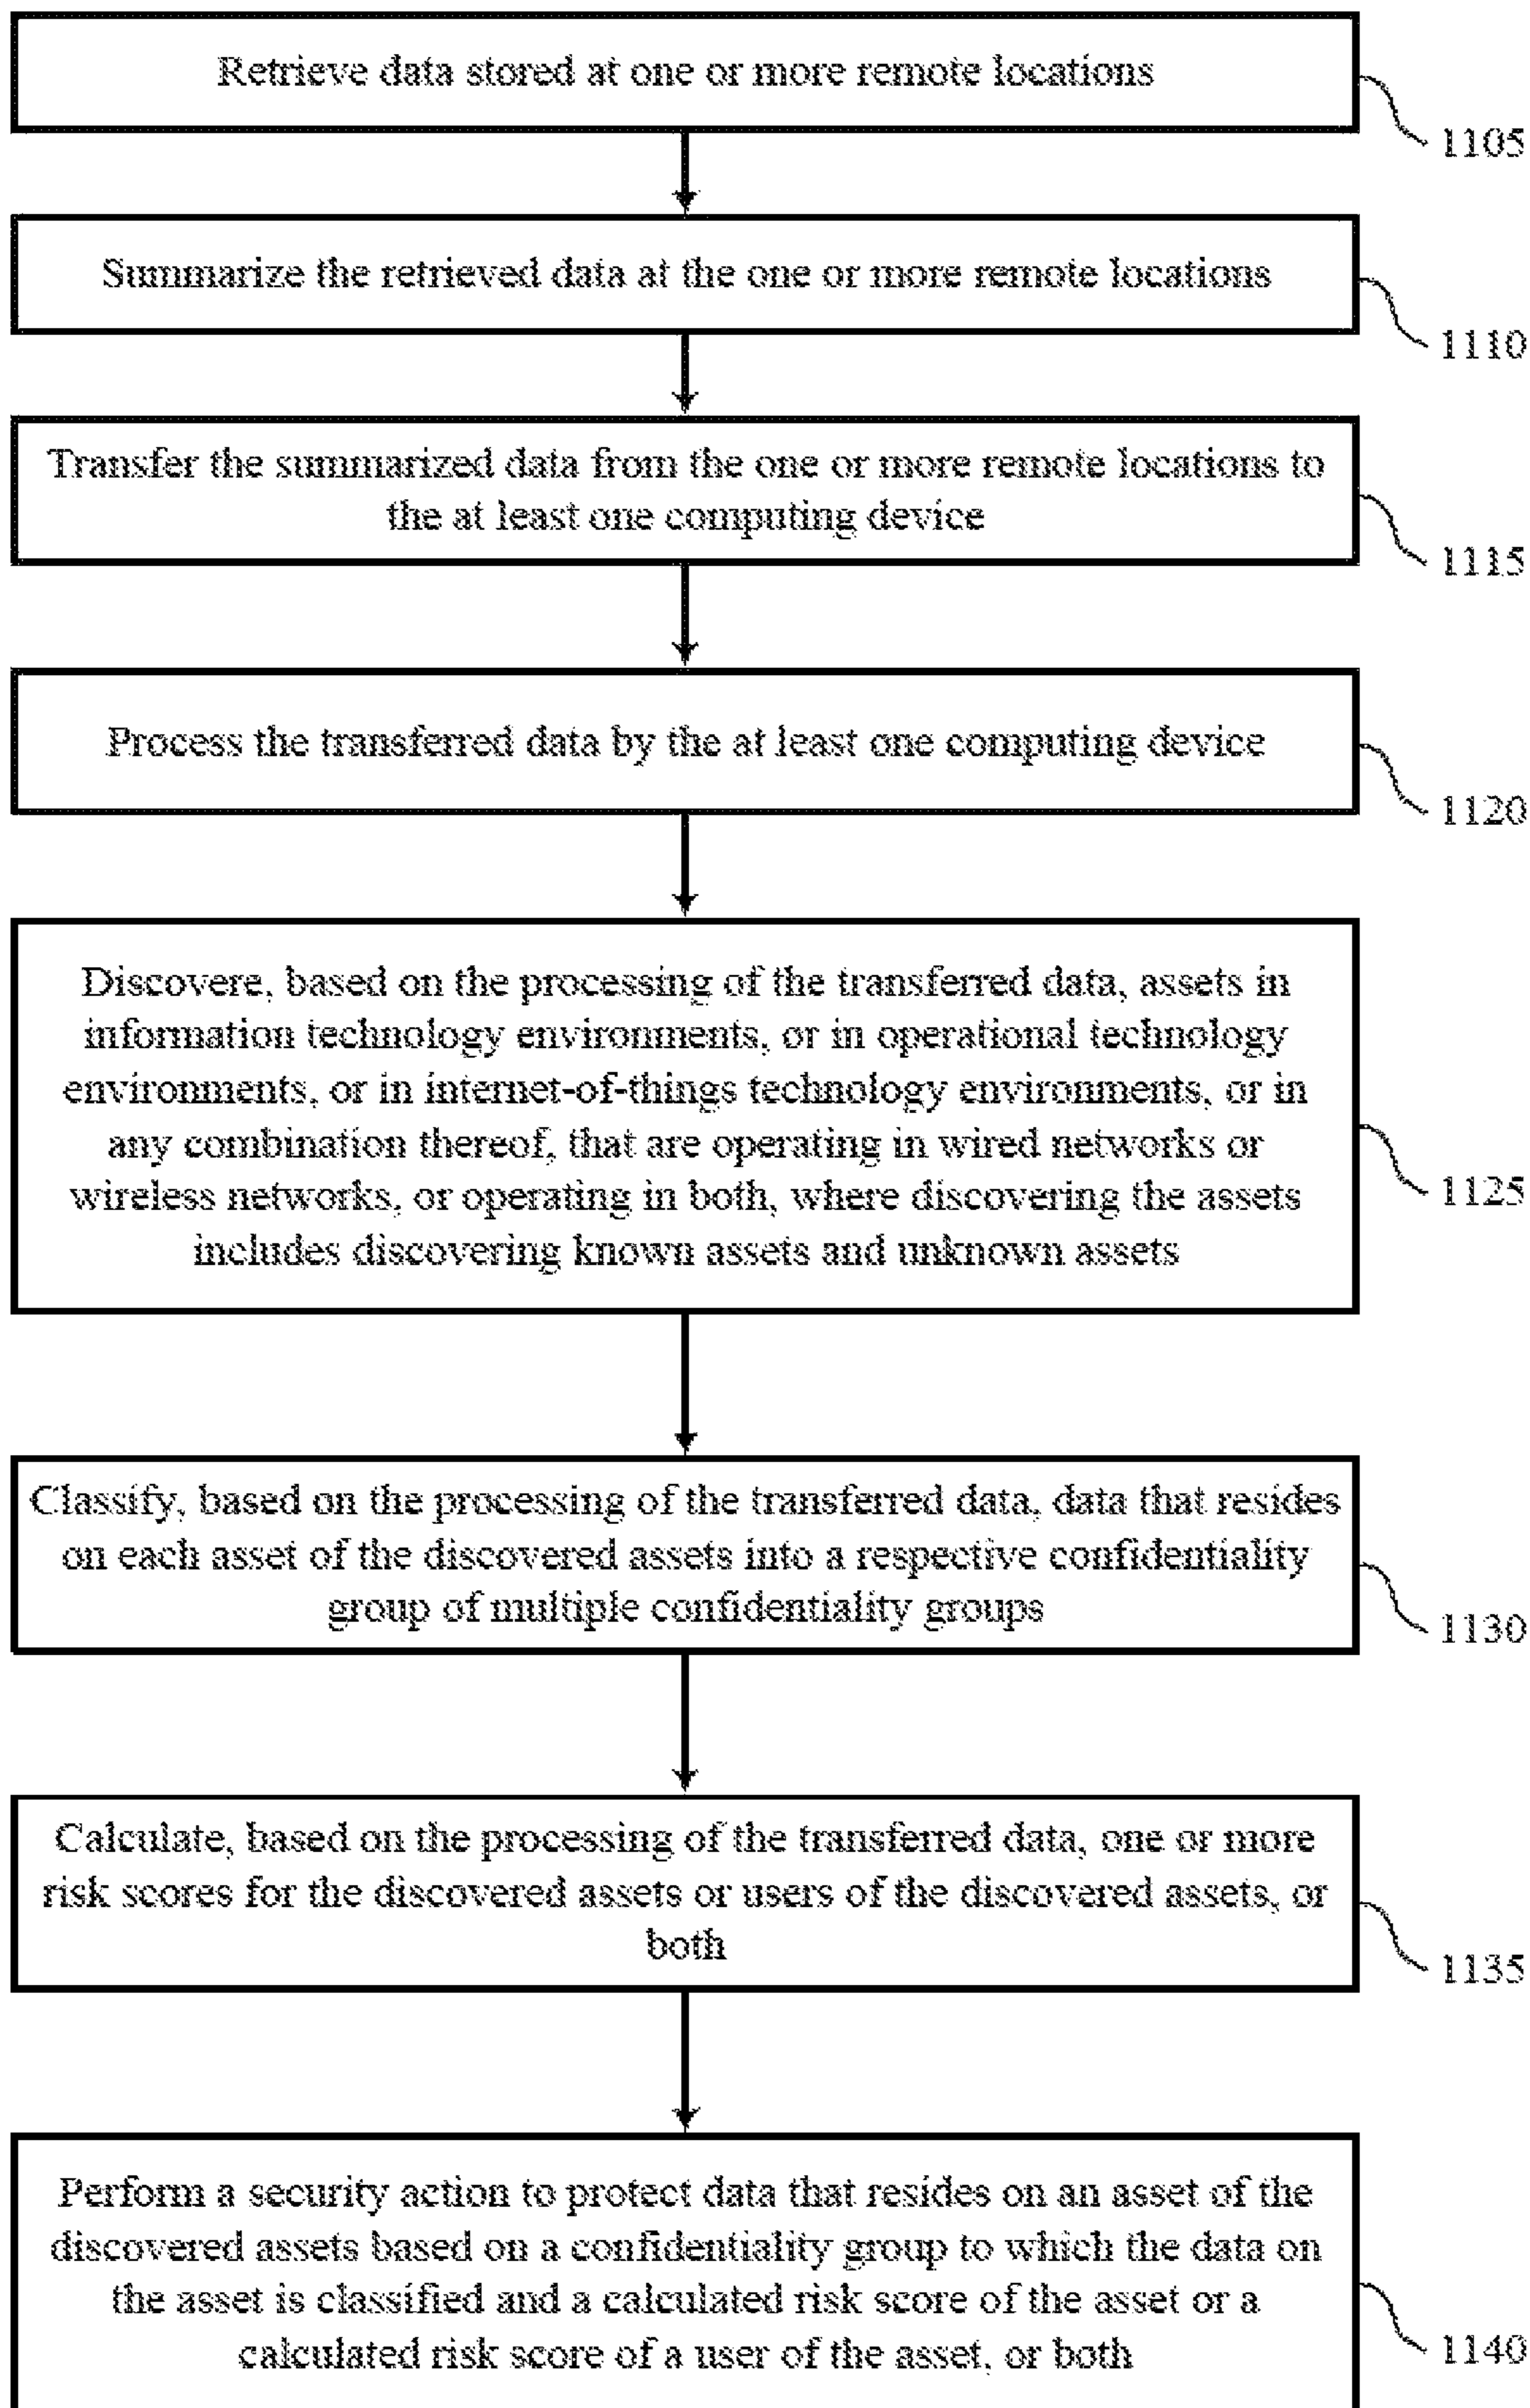 Retrieve data stored at one or more remote locations
1105
Summarize the retrieved data at the one or more remote locations
1110
Transfer the summarized data from the one or more remote locations to
the at least one computing device
1115
Process the transferred data by the at least one computing device
1120
Discovere, based on the processing of the transferred data, assets in
information technology environments, or in operational technology
environments, or in internet-of-things technology environments, or in
any combination thereof, that are operating in wired networks or
wireless networks, or operating in both, where discovering the assets
includes discovering known assets and unknown assets
1125
Classify, based on the processing of the transferred data, data that resides
on each asset of the discovered assets into a respective confidentiality
group of multiple confidentiality groups
1130
Calculate, based on the processing of the transferred data, one or more
risk scores for the discovered assets or users of the discovered assets, or
both
1135
Perform a security action to protect data that resides on an asset of the
discovered assets based on a confidentiality group to which the data on
the asset is classified and a calculated risk score of the asset or a
calculated risk score of a user of the asset, or both
1140